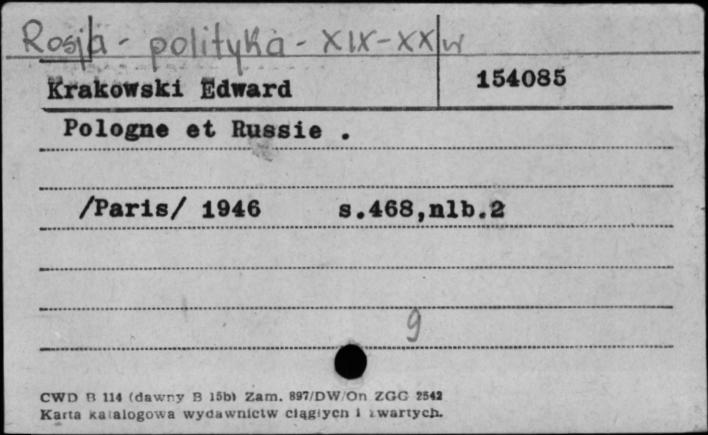 Rosja - polityka - XIX-XX w
Krakowski Edward 154085
Pologne et Russie .
/Paris/ 1946 s.468,nlb.2
9
CWD B 114 (dawny B 15b) Zam. 897/DW/On ZGG 2542
Karta katalogowa wydawnictw ciągłych i zwartych.